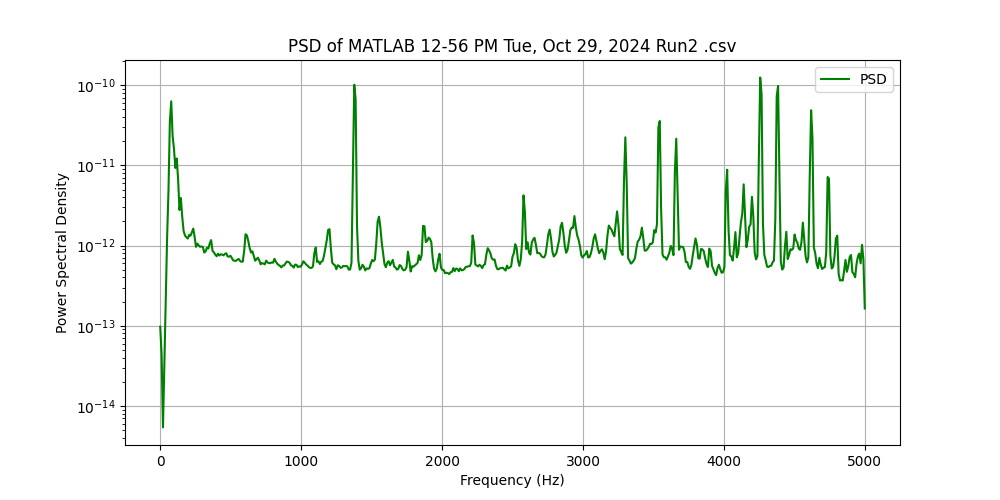 PSD of MATLAB 12-56 PM Tue, Oct 29, 2024 Run2 .csv
PSD
Power Spectral Density
10⁻¹⁰
10⁻¹¹
10⁻¹²
10⁻¹³
10⁻¹⁴
0 1000 2000 3000 4000 5000
Frequency (Hz)